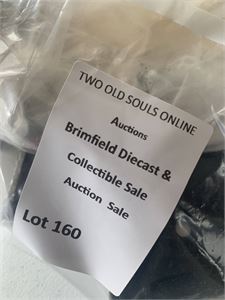 TWO OLD SOULS ONLINE
Auctions
Brimfield Diecast &
Collectible Sale
Auction Sale
Lot 160